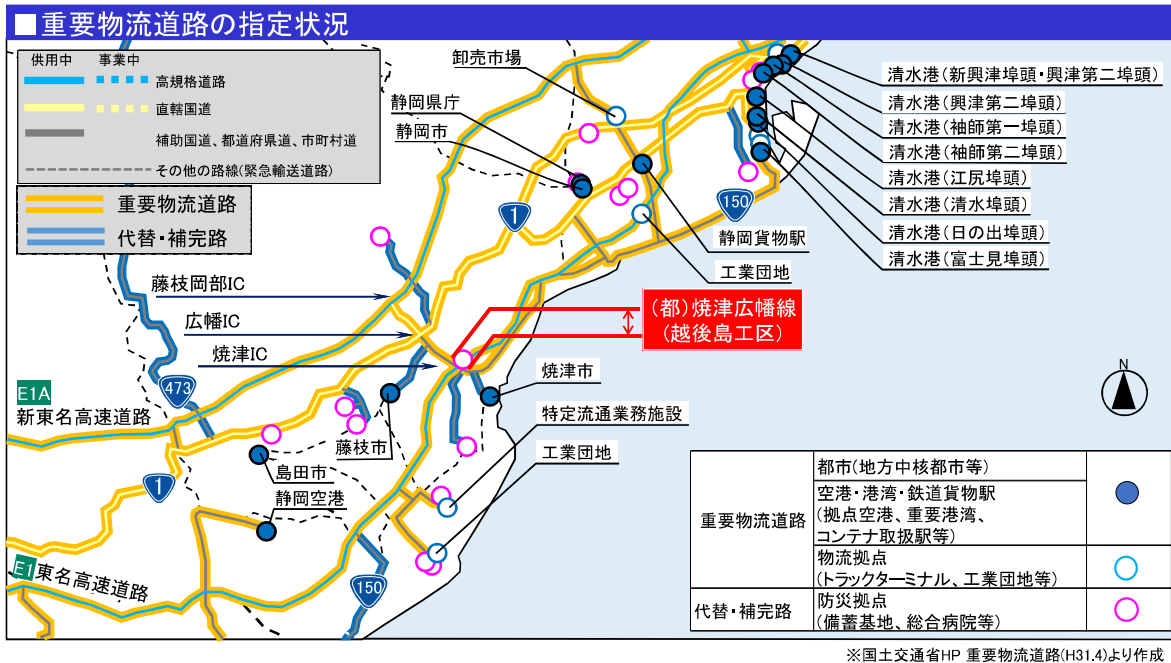 ■重要物流道路の指定状況
供用中 事業中
高規格道路
直轄国道
補助国道、都道府県道、市町村道
その他の路線(緊急輸送道路)
重要物流道路
代替・補完路
卸売市場
静岡県庁
静岡市
清水港(新興津埠頭・興津第二埠頭)
清水港(興津第二埠頭)
清水港(袖師第一埠頭)
清水港(袖師第二埠頭)
清水港(江尻埠頭)
清水港(清水埠頭)
清水港(日の出埠頭)
清水港(富士見埠頭)
150
1
静岡貨物駅
工業団地
藤枝岡部IC
広幡IC
焼津IC
(都)焼津広幡線
(越後島工区)
E1A
新東名高速道路
473
焼津市
特定流通業務施設
工業団地
藤枝市
島田市
静岡空港
1
E1 東名高速道路
150
N
重要物流道路
都市(地方中核都市等)
空港・港湾・鉄道貨物駅
(拠点空港、重要港湾、
コンテナ取扱駅等)
物流拠点
(トラックターミナル、工業団地等)
代替・補完路
防災拠点
(備蓄基地、総合病院等)
※国土交通省HP 重要物流道路(H31.4)より作成